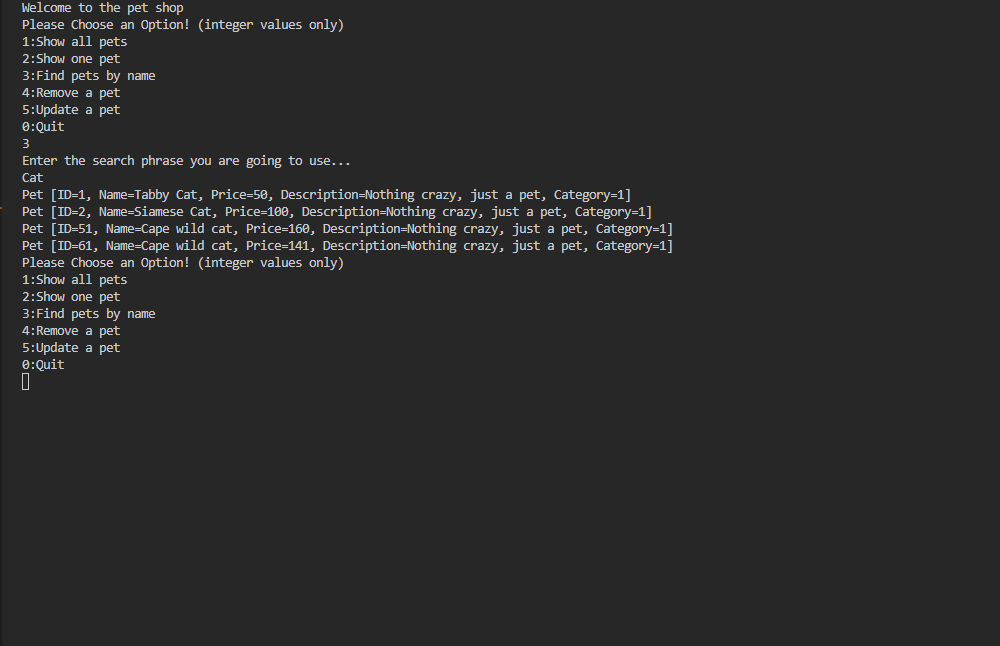 Welcome to the pet shop
Please Choose an Option! (integer values only)
1:Show all pets
2:Show one pet
3:Find pets by name
4:Remove a pet
5:Update a pet
0:Quit
3
Enter the search phrase you are going to use...
Cat
Pet [ID=1, Name=Tabby Cat, Price=50, Description=Nothing crazy, just a pet, Category=1]
Pet [ID=2, Name=Siamese Cat, Price=100, Description=Nothing crazy, just a pet, Category=1]
Pet [ID=51, Name=Cape wild cat, Price=160, Description=Nothing crazy, just a pet, Category=1]
Pet [ID=61, Name=Cape wild cat, Price=141, Description=Nothing crazy, just a pet, Category=1]
Please Choose an Option! (integer values only)
1:Show all pets
2:Show one pet
3:Find pets by name
4:Remove a pet
5:Update a pet
0:Quit